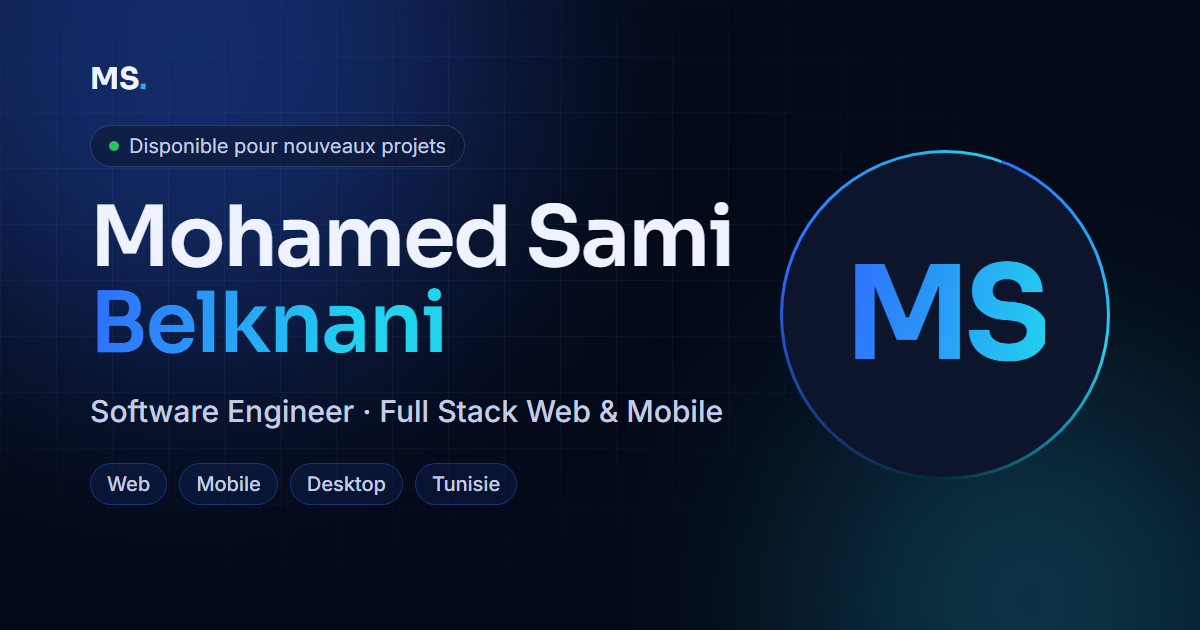 MS.
Disponible pour nouveaux projets
Mohamed Sami
Belknani
Software Engineer · Full Stack Web & Mobile
Web Mobile Desktop Tunisie
MS